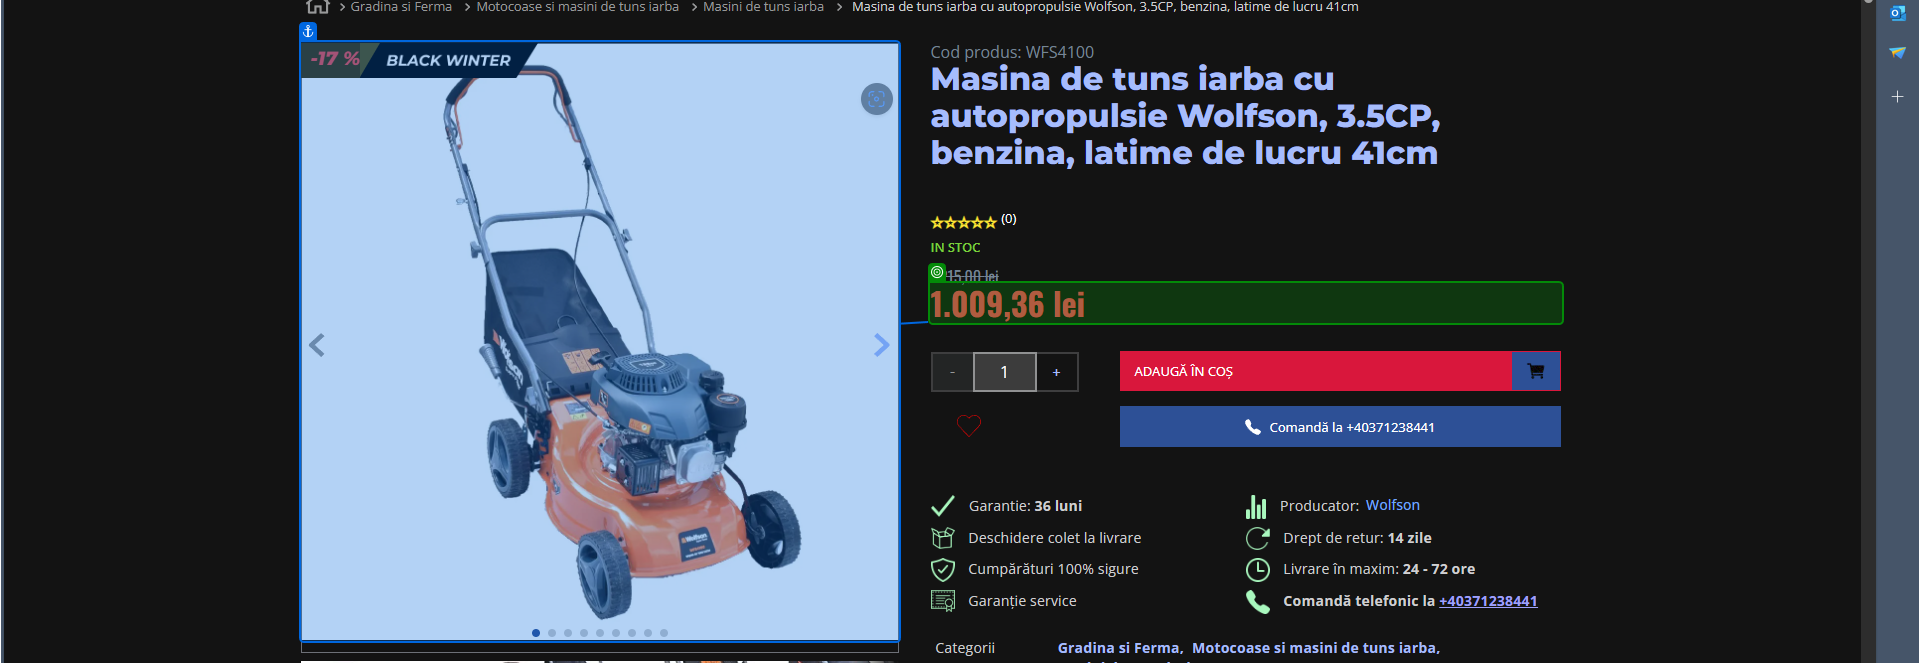 Gradina si Ferma > Motocoase si masini de tuns iarba > Masini de tuns iarba > Masina de tuns iarba cu autopropulsie Wolfson, 3.5CP, benzina, latime de lucru 41cm
-17 % BLACK WINTER
Cod produs: WFS4100
Masina de tuns iarba cu
autopropulsie Wolfson, 3.5CP,
benzina, latime de lucru 41cm
(0)
IN STOC
15,00 lei
1.009,36 lei
- 1 + ADAUGĂ ÎN COȘ
Comandă la +40371238441
Garantie: 36 luni
Producator: Wolfson
Deschidere colet la livrare
Drept de retur: 14 zile
Cumpărături 100% sigure
Livrare în maxim: 24 - 72 ore
Garanție service
Comandă telefonic la +40371238441
Categorii Gradina si Ferma, Motocoase si masini de tuns iarba,